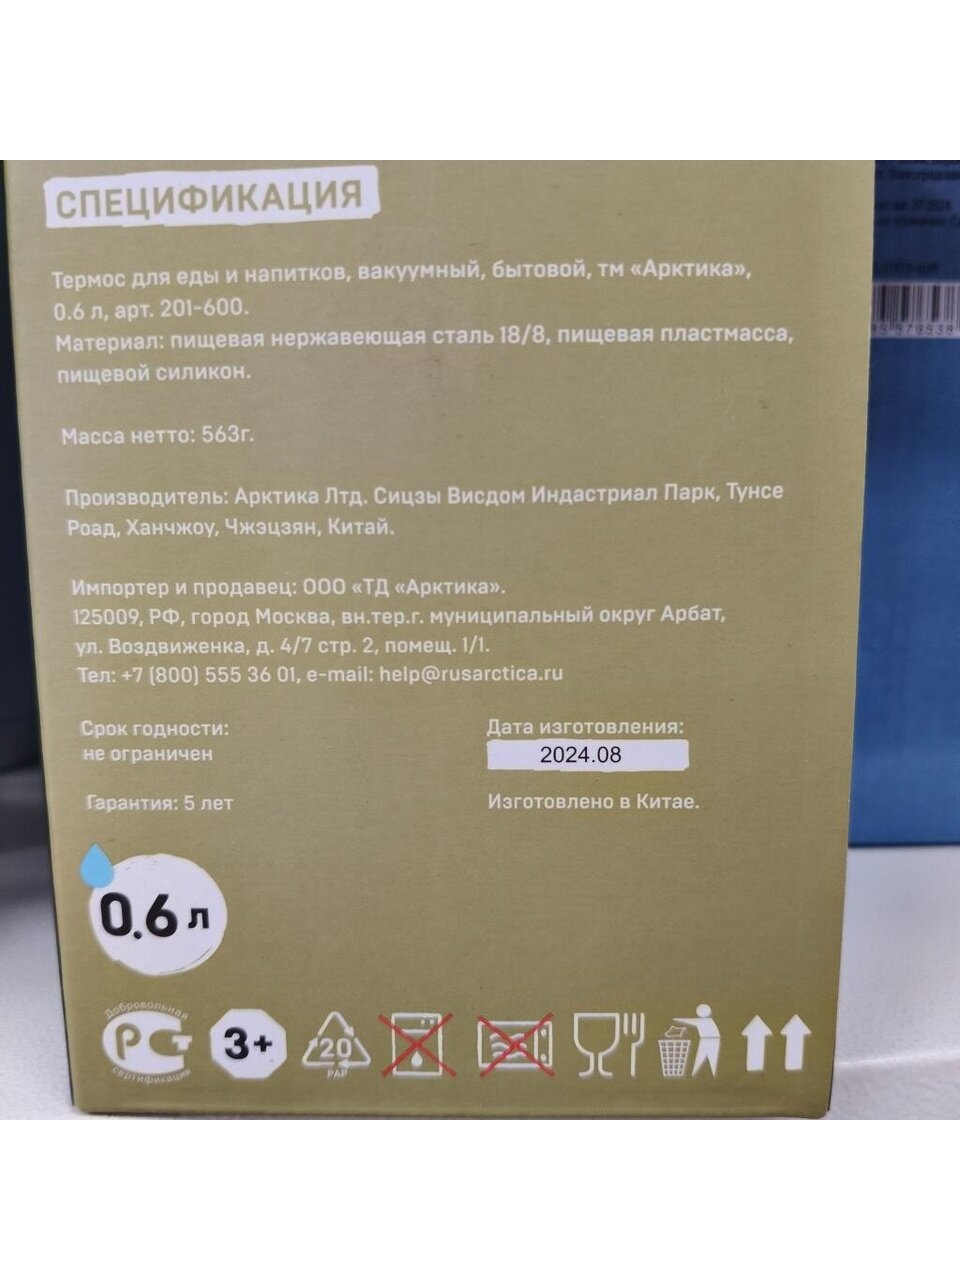 СПЕЦИФИКАЦИЯ
Термос для еды и напитков, вакуумный, бытовой, тм «Арктика»,
0.6 л, арт. 201-600.
Материал: пищевая нержавеющая сталь 18/8, пищевая пластмасса,
пищевой силикон.
Масса нетто: 563г.
Производитель: Арктика Лтд. Сицзы Висдом Индастриал Парк, Тунсе
Роад, Ханчжоу, Чжэцзян, Китай.
Импортер и продавец: ООО «ТД «Арктика».
125009, РФ, город Москва, вн.тер.г. муниципальный округ Арбат,
ул. Воздвиженка, д. 4/7 стр. 2, помещ. 1/1.
Тел: +7 (800) 555 36 01, e-mail: help@rusarctica.ru
Срок годности:
не ограничен
Дата изготовления:
2024.08
Гарантия: 5 лет
Изготовлено в Китае.
0.6 л
Добровольная
РСТ
сертификация
3+
20
PAP